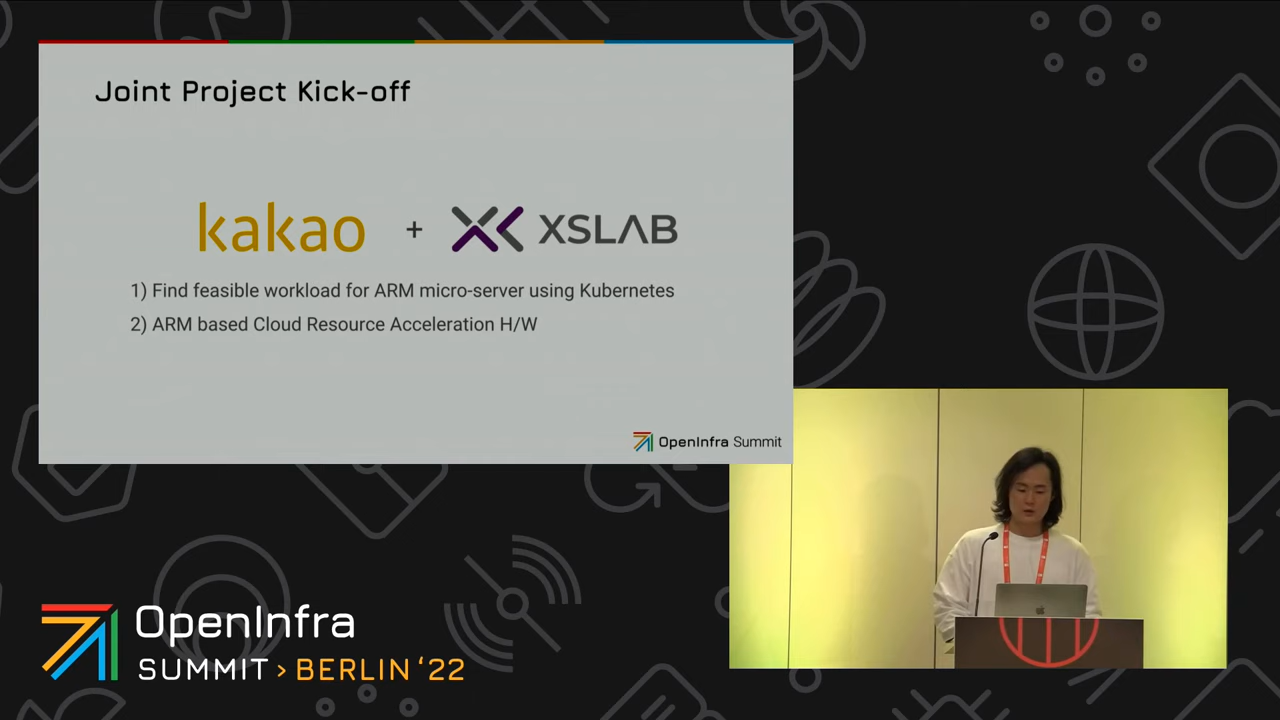 Joint Project Kick-off
kakao + XSLAB
1) Find feasible workload for ARM micro-server using Kubernetes
2) ARM based Cloud Resource Acceleration H/W
OpenInfra Summit
OpenInfra
SUMMIT > BERLIN ‘22